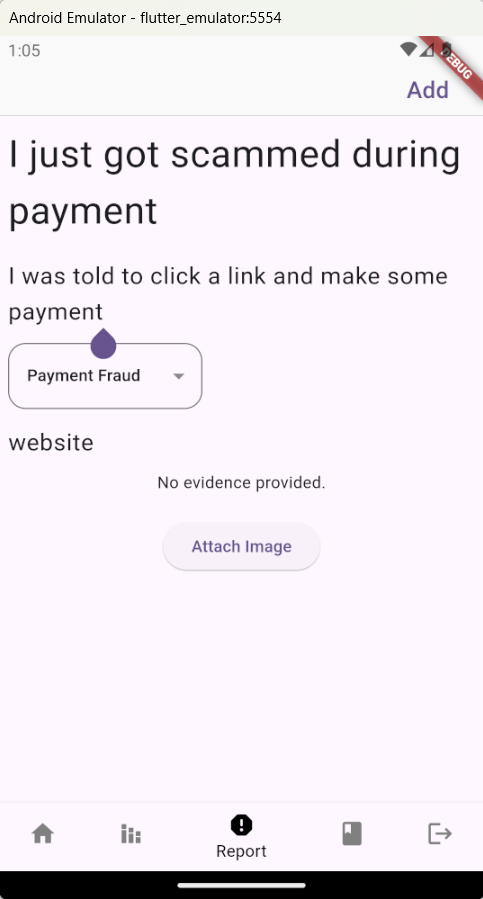 Android Emulator - flutter_emulator:5554
1:05
Add
I just got scammed during
payment
I was told to click a link and make some
payment
Payment Fraud
website
No evidence provided.
Attach Image
Report